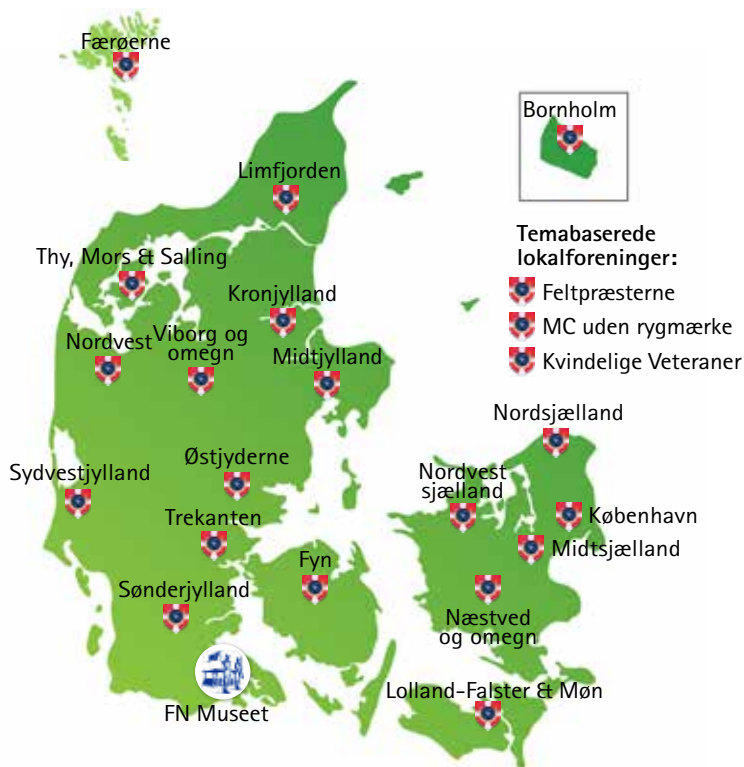 Færøerne
Bornholm
Limfjorden
Temabaserede
lokalforeninger:
Feltpræsterne
MC uden rygmærke
Kvindelige Veteraner
Thy, Mors & Salling
Kronjylland
Nordvest
Viborg og
omegn
Midtjylland
Nordsjælland
Østjyderne
Sydvestjylland
Nordvest
sjælland
Trekanten
København
Midtsjælland
Fyn
Sønderjylland
Næstved
og omegn
Lolland-Falster & Møn
FN Museet